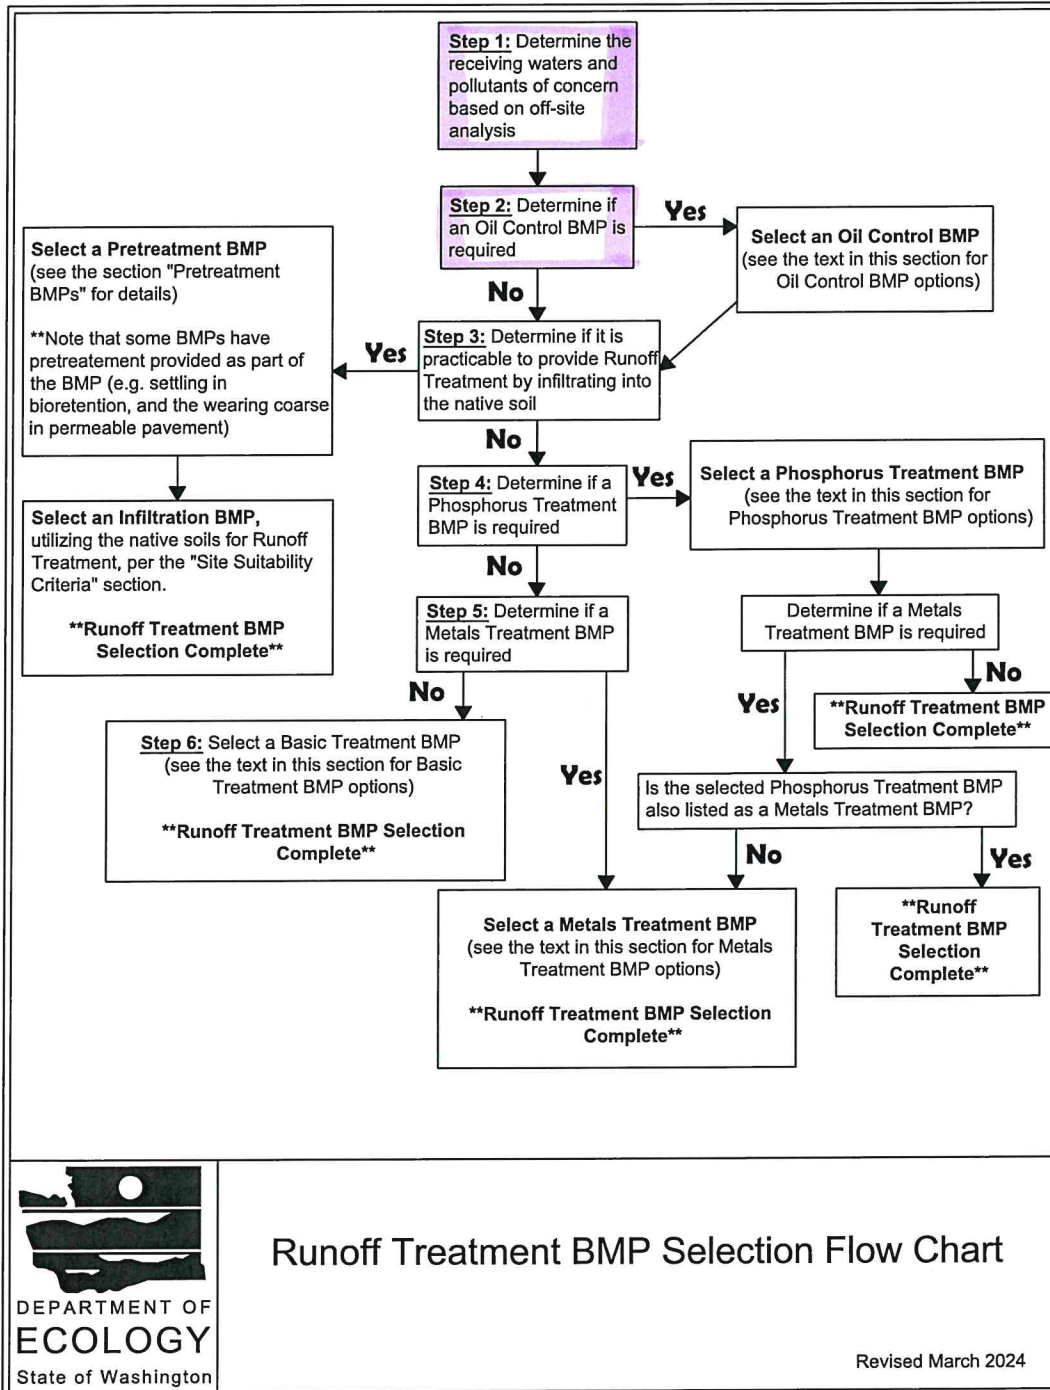 Step 1: Determine the
receiving waters and
pollutants of concern
based on off-site
analysis
Step 2: Determine if
an Oil Control BMP is
required
Yes
Select an Oil Control BMP
(see the text in this section for
Oil Control BMP options)
No
Select a Pretreatment BMP
(see the section "Pretreatment
BMPs" for details)
**Note that some BMPs have
pretreatement provided as part of
the BMP (e.g. settling in
bioretention, and the wearing coarse
in permeable pavement)
Yes
Step 3: Determine if it is
practicable to provide Runoff
Treatment by infiltrating into
the native soil
No
Select an Infiltration BMP,
utilizing the native soils for Runoff
Treatment, per the "Site Suitability
Criteria" section.
**Runoff Treatment BMP
Selection Complete**
Step 4: Determine if a
Phosphorus Treatment
BMP is required
Yes
Select a Phosphorus Treatment BMP
(see the text in this section for
Phosphorus Treatment BMP options)
No
Step 5: Determine if a
Metals Treatment BMP
is required
Determine if a Metals
Treatment BMP is required
No
Yes
No
**Runoff Treatment BMP
Selection Complete**
Step 6: Select a Basic Treatment BMP
(see the text in this section for Basic
Treatment BMP options)
**Runoff Treatment BMP Selection
Complete**
Yes
Is the selected Phosphorus Treatment BMP
also listed as a Metals Treatment BMP?
No
Yes
Select a Metals Treatment BMP
(see the text in this section for Metals
Treatment BMP options)
**Runoff Treatment BMP Selection
Complete**
**Runoff
Treatment BMP
Selection
Complete**
DEPARTMENT OF
ECOLOGY
State of Washington
Runoff Treatment BMP Selection Flow Chart
Revised March 2024